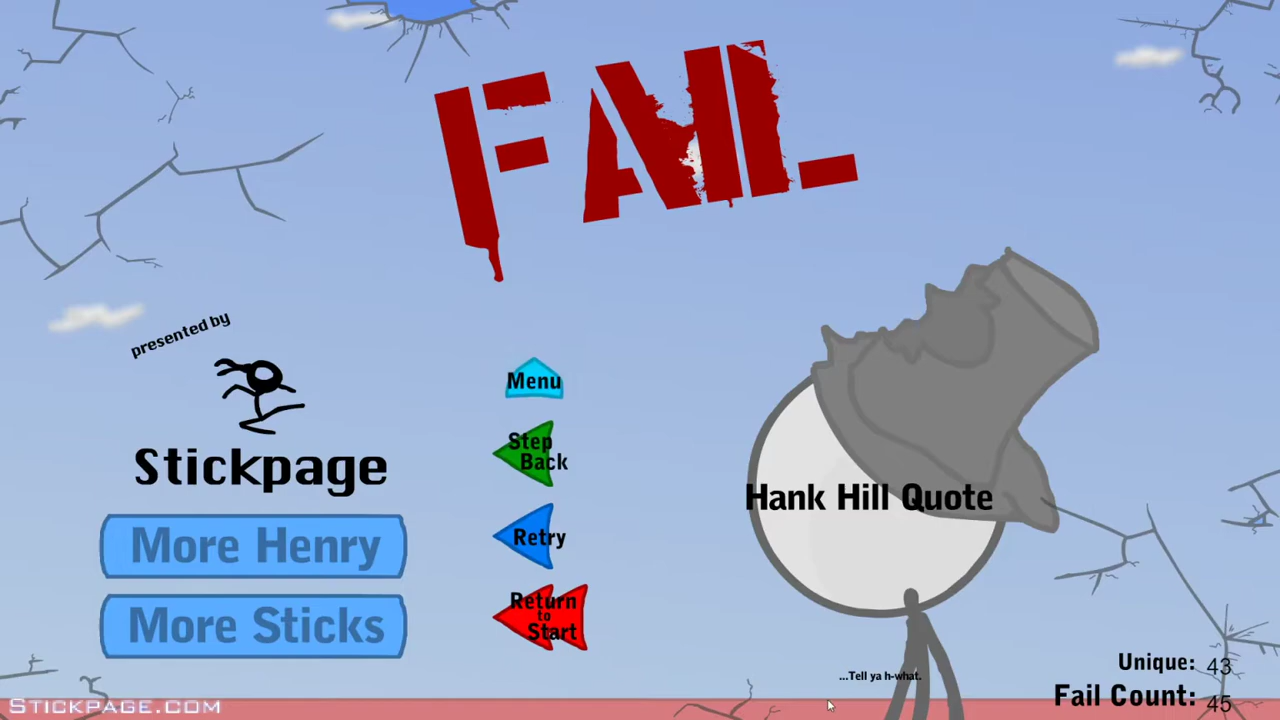 FAIL
presented by
Stickpage
More Henry
More Sticks
Menu
Step
Back
Retry
Return
to
Start
Hank Hill Quote
...Tell ya h-what.
Unique: 43
Fail Count: 45
STICKPAGE.COM